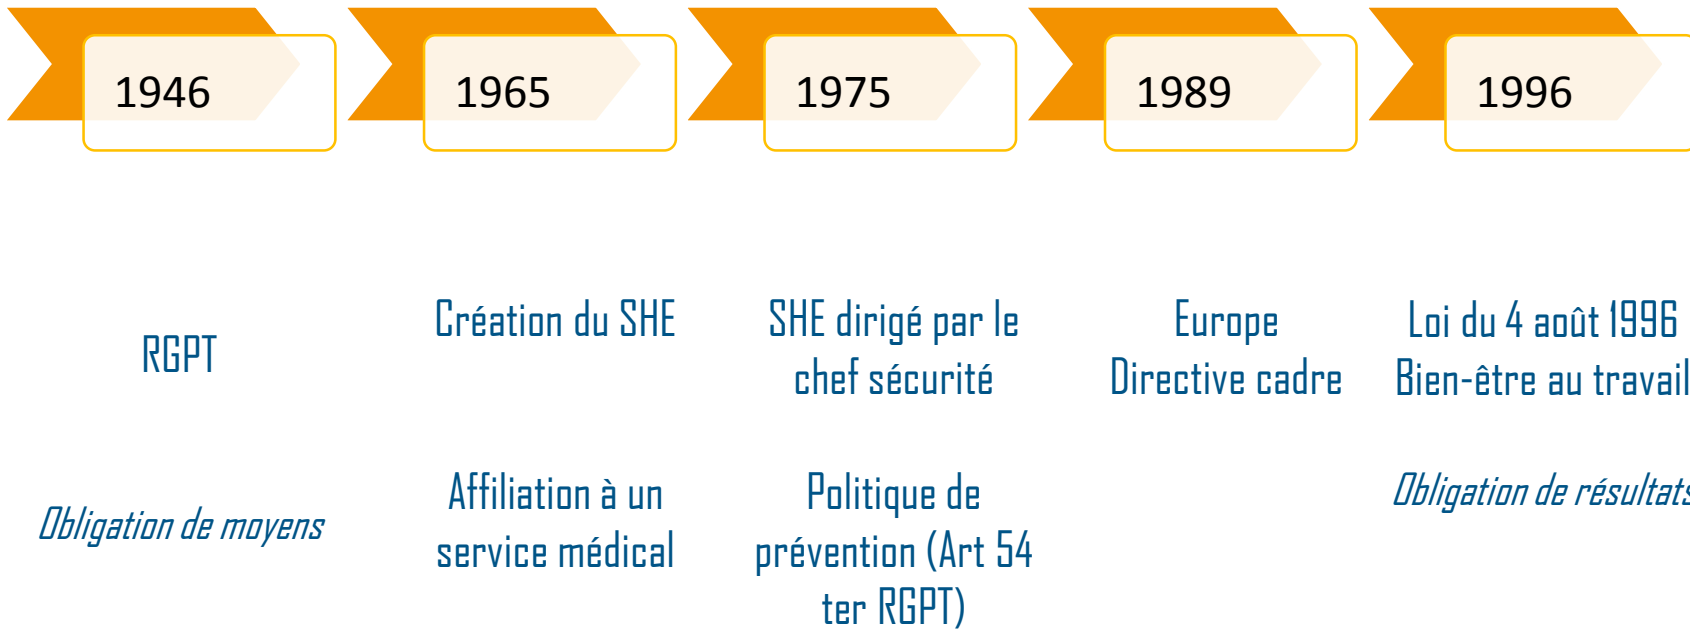 1946
1965
1975
1989
1996
RGPT
Obligation de moyens
Création du SHE
Affiliation à un
service médical
SHE dirigé par le
chef sécurité
Politique de
prévention (Art 54
ter RGPT)
Europe
Directive cadre
Loi du 4 août 1996
Bien-être au travail
Obligation de résultats